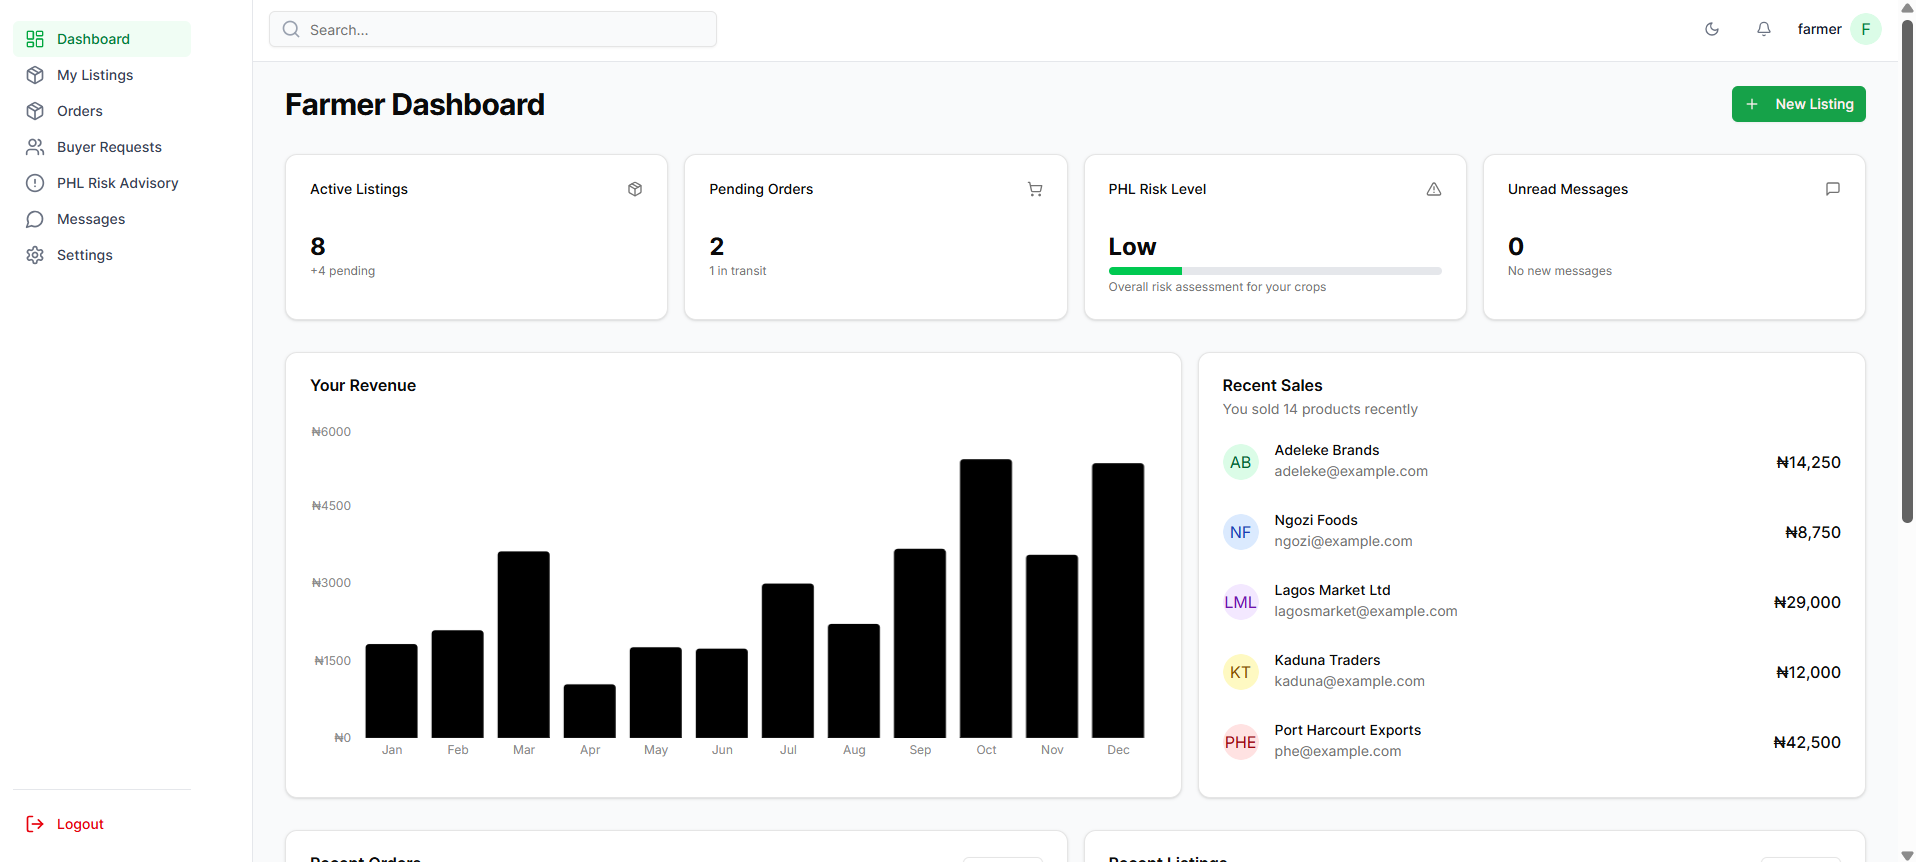 Dashboard
My Listings
Orders
Buyer Requests
PHL Risk Advisory
Messages
Settings
Logout
Search...
farmer
F
Farmer Dashboard
New Listing
Active Listings
8
+4 pending
Pending Orders
2
1 in transit
PHL Risk Level
Low
Overall risk assessment for your crops
Unread Messages
0
No new messages
Your Revenue
₦6000
₦4500
₦3000
₦1500
₦0
Jan Feb Mar Apr May Jun Jul Aug Sep Oct Nov Dec
Recent Sales
You sold 14 products recently
AB
Adeleke Brands
adeleke@example.com
₦14,250
NF
Ngozi Foods
ngozi@example.com
₦8,750
LML
Lagos Market Ltd
lagosmarket@example.com
₦29,000
KT
Kaduna Traders
kaduna@example.com
₦12,000
PHE
Port Harcourt Exports
phe@example.com
₦42,500
Recent Orders
Recent Listings